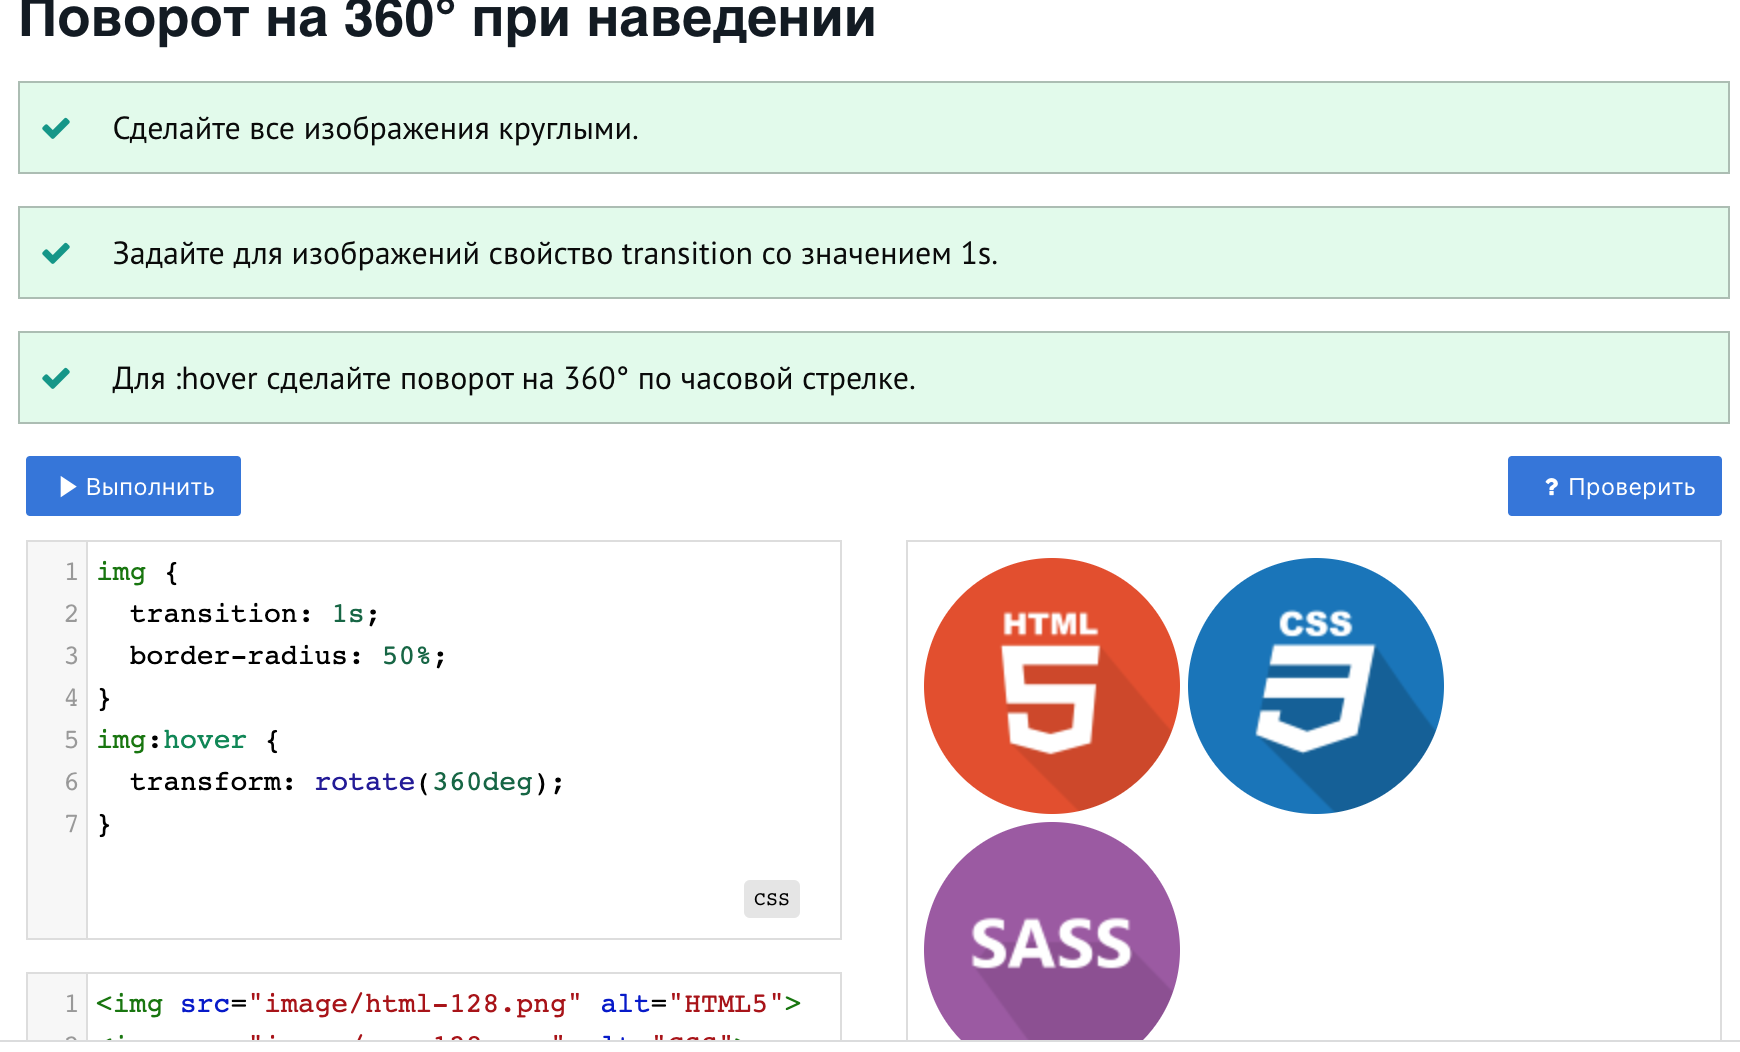 Поворот на 360° при наведении
Сделайте все изображения круглыми.
Задайте для изображений свойство transition со значением 1s.
Для :hover сделайте поворот на 360° по часовой стрелке.
Выполнить
? Проверить
1 img {
2 transition: 1s;
3 border-radius: 50%;
4 }
5 img:hover {
6 transform: rotate(360deg);
7 }
css
HTML
5
CSS
3
SASS
1 <img src="image/html-128.png" alt="HTML5">